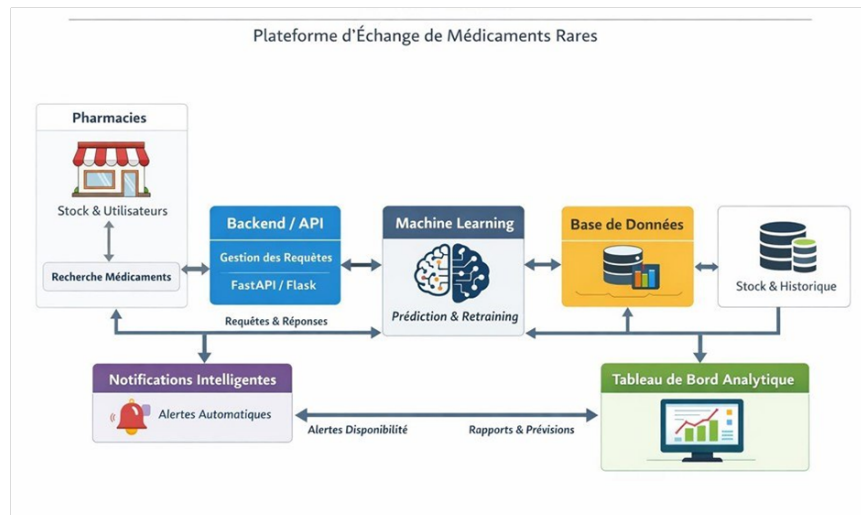 Plateforme d'Échange de Médicaments Rares
Pharmacies
Stock & Utilisateurs
Recherche Médicaments
Backend / API
Gestion des Requêtes
FastAPI / Flask
Machine Learning
Prédiction & Retraining
Base de Données
Stock & Historique
Requêtes & Réponses
Notifications Intelligentes
Alertes Automatiques
Alertes Disponibilité
Rapports & Prévisions
Tableau de Bord Analytique